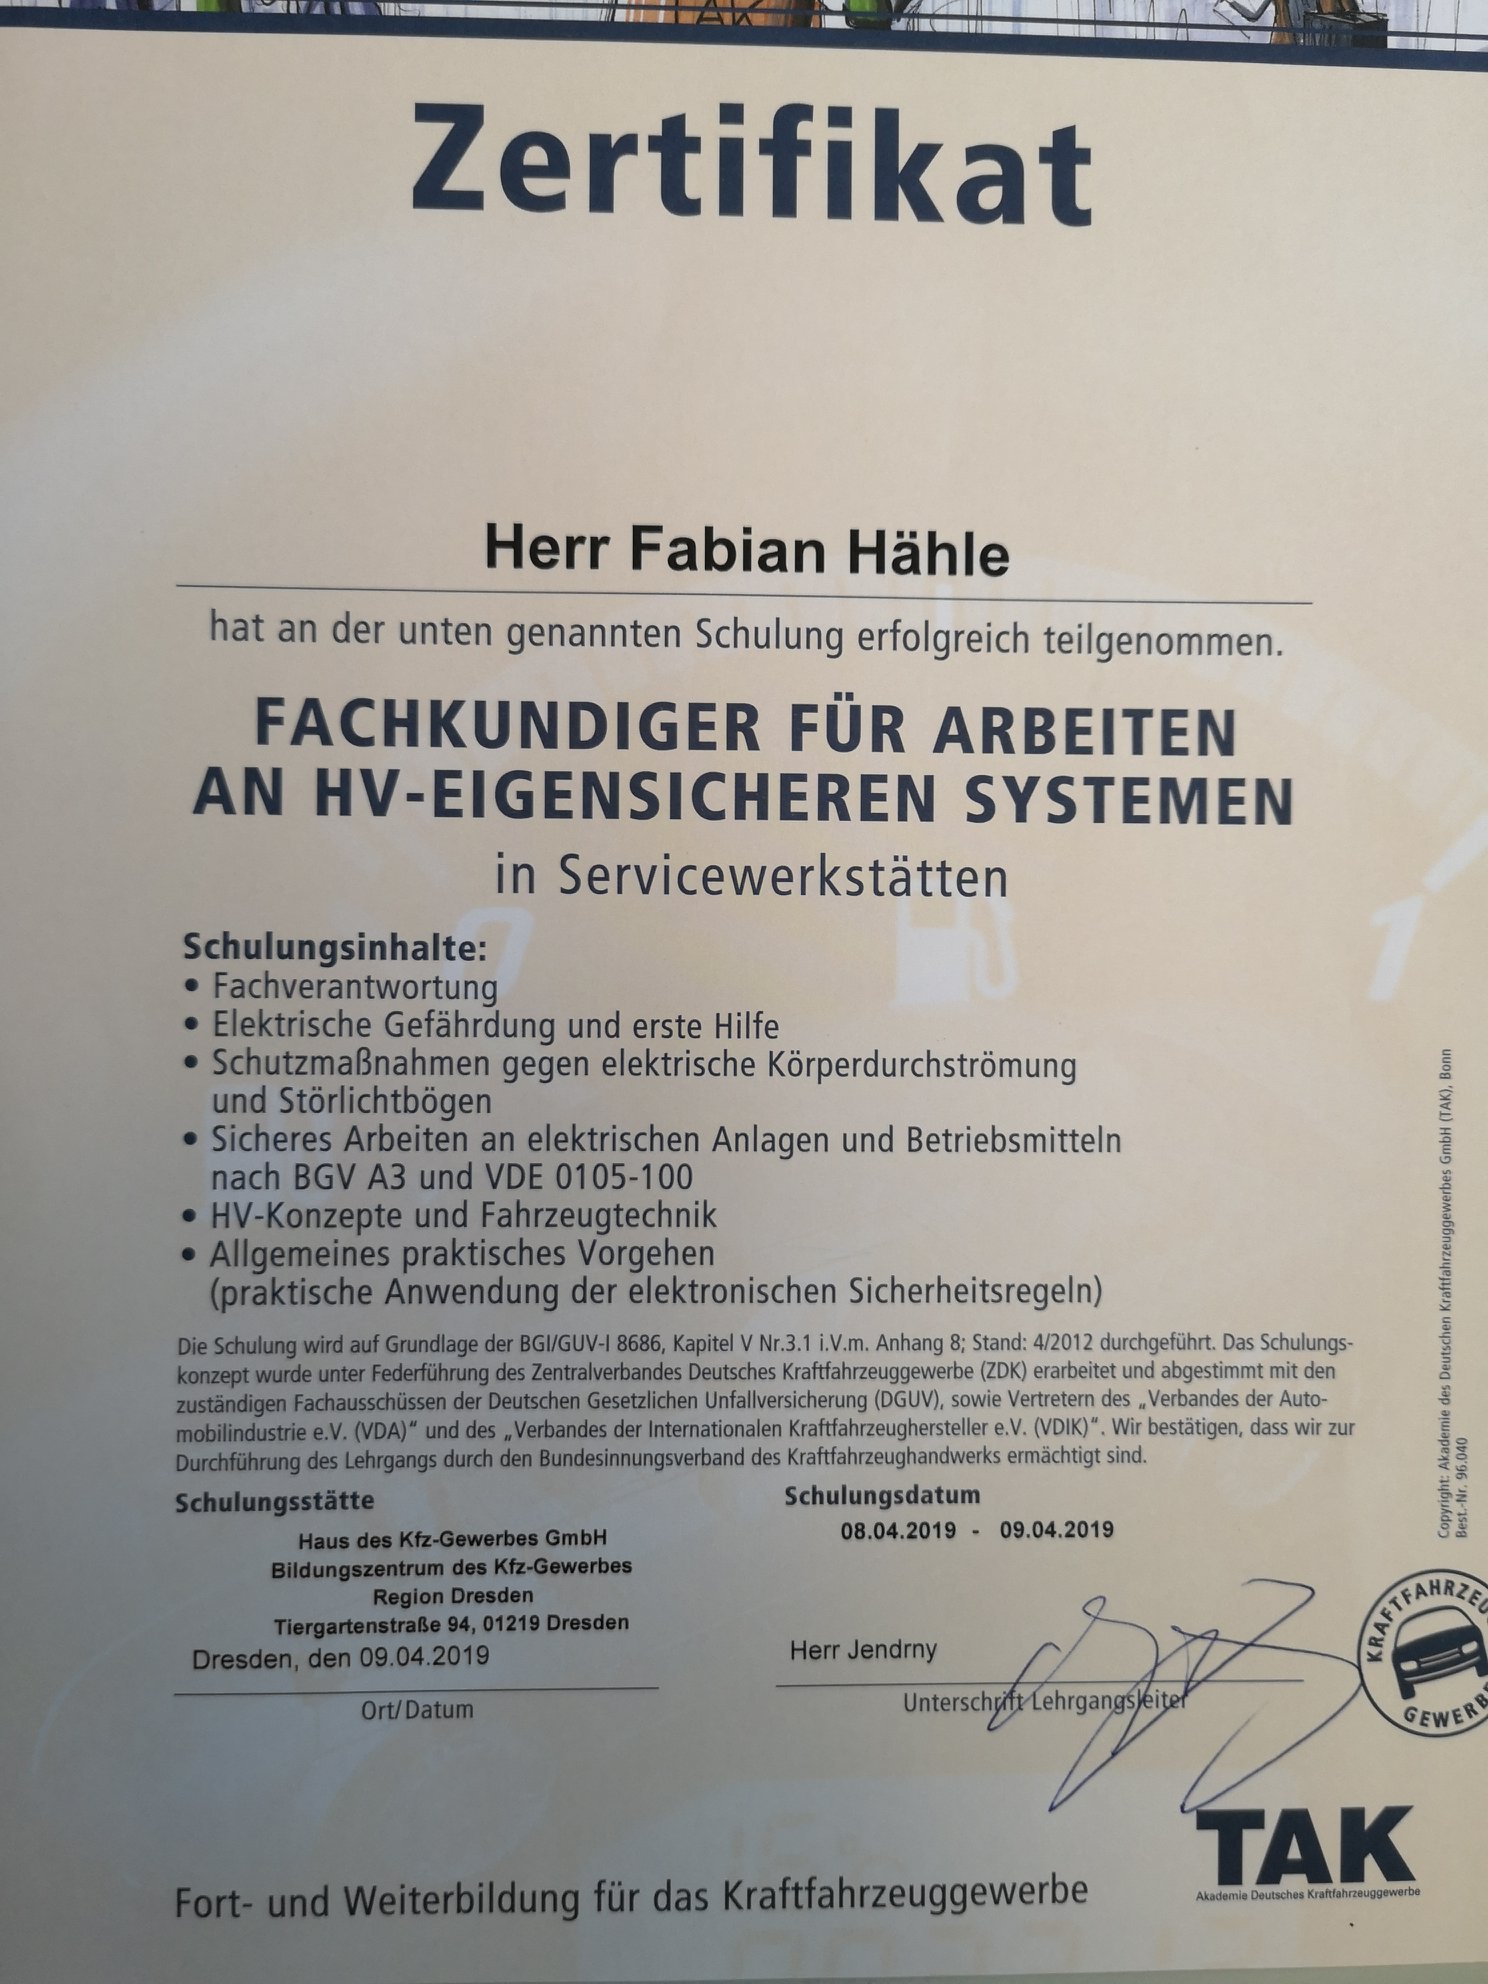 TAK
Zertifikat
Herr Fabian Hähle
hat an der unten genannten Schulung erfolgreich teilgenommen.
FACHKUNDIGER FÜR ARBEITEN
AN HV-EIGENSICHEREN SYSTEMEN
in Servicewerkstätten
Schulungsinhalte:
• Fachverantwortung
• Elektrische Gefährdung und erste Hilfe
• Schutzmaßnahmen gegen elektrische Körperdurchströmung
und Störlichtbögen
• Sicheres Arbeiten an elektrischen Anlagen und Betriebsmitteln
nach BGV A3 und VDE 0105-100
• HV-Konzepte und Fahrzeugtechnik
• Allgemeines praktisches Vorgehen
(praktische Anwendung der elektronischen Sicherheitsregeln)
Die Schulung wird auf Grundlage der BGI/GUV-I 8686, Kapitel V Nr.3.1 i.V.m. Anhang 8; Stand: 4/2012 durchgeführt. Das Schulungs-
konzept wurde unter Federführung des Zentralverbandes Deutsches Kraftfahrzeuggewerbe (ZDK) erarbeitet und abgestimmt mit den
zuständigen Fachausschüssen der Deutschen Gesetzlichen Unfallversicherung (DGUV), sowie Vertretern des „Verbandes der Auto-
mobilindustrie e.V. (VDA)“ und des „Verbandes der Internationalen Kraftfahrzeughersteller e.V. (VDIK)“. Wir bestätigen, dass wir zur
Durchführung des Lehrgangs durch den Bundesinnungsverband des Kraftfahrzeughandwerks ermächtigt sind.
Schulungsstätte
Haus des Kfz-Gewerbes GmbH
Bildungszentrum des Kfz-Gewerbes
Region Dresden
Tiergartenstraße 94, 01219 Dresden
Dresden, den 09.04.2019
Ort/Datum
Schulungsdatum
08.04.2019 - 09.04.2019
Herr Jendrny
Unterschrift Lehrgangsleiter
Copyright: Akademie des Deutschen Kraftfahrzeuggewerbes GmbH (TAK), Bonn
Best.-Nr. 96.040
KRAFTFAHRZEU
GEWERBE
TAK
Akademie Deutsches Kraftfahrzeuggewerbe
Fort- und Weiterbildung für das Kraftfahrzeuggewerbe
0
1